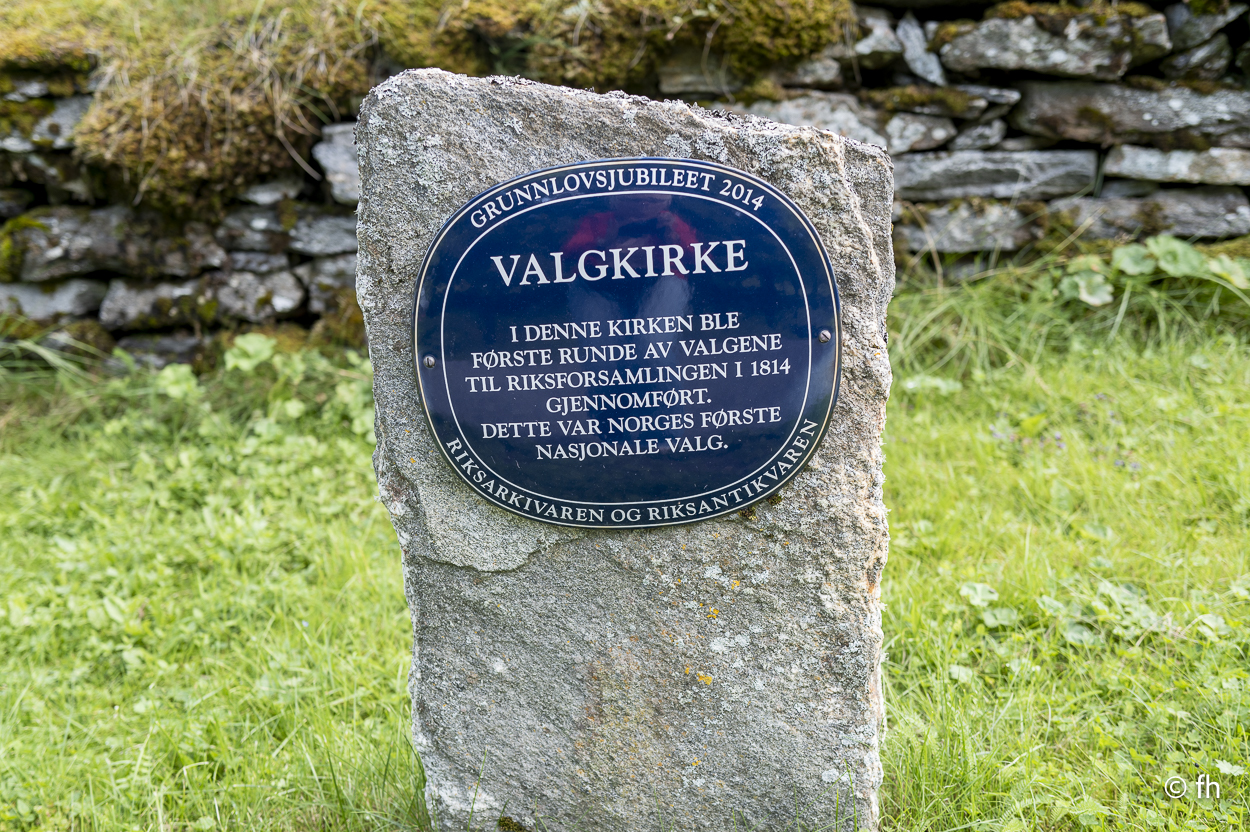 GRUNNLOVSJUBILEET 2014
VALGKIRKE
I DENNE KIRKEN BLE
FØRSTE RUNDE AV VALGENE
TIL RIKSFORSAMLINGEN I 1814
GJENNOMFØRT.
DETTE VAR NORGES FØRSTE
NASJONALE VALG.
RIKSARKIVAREN OG RIKSANTIKVAREN
© fh